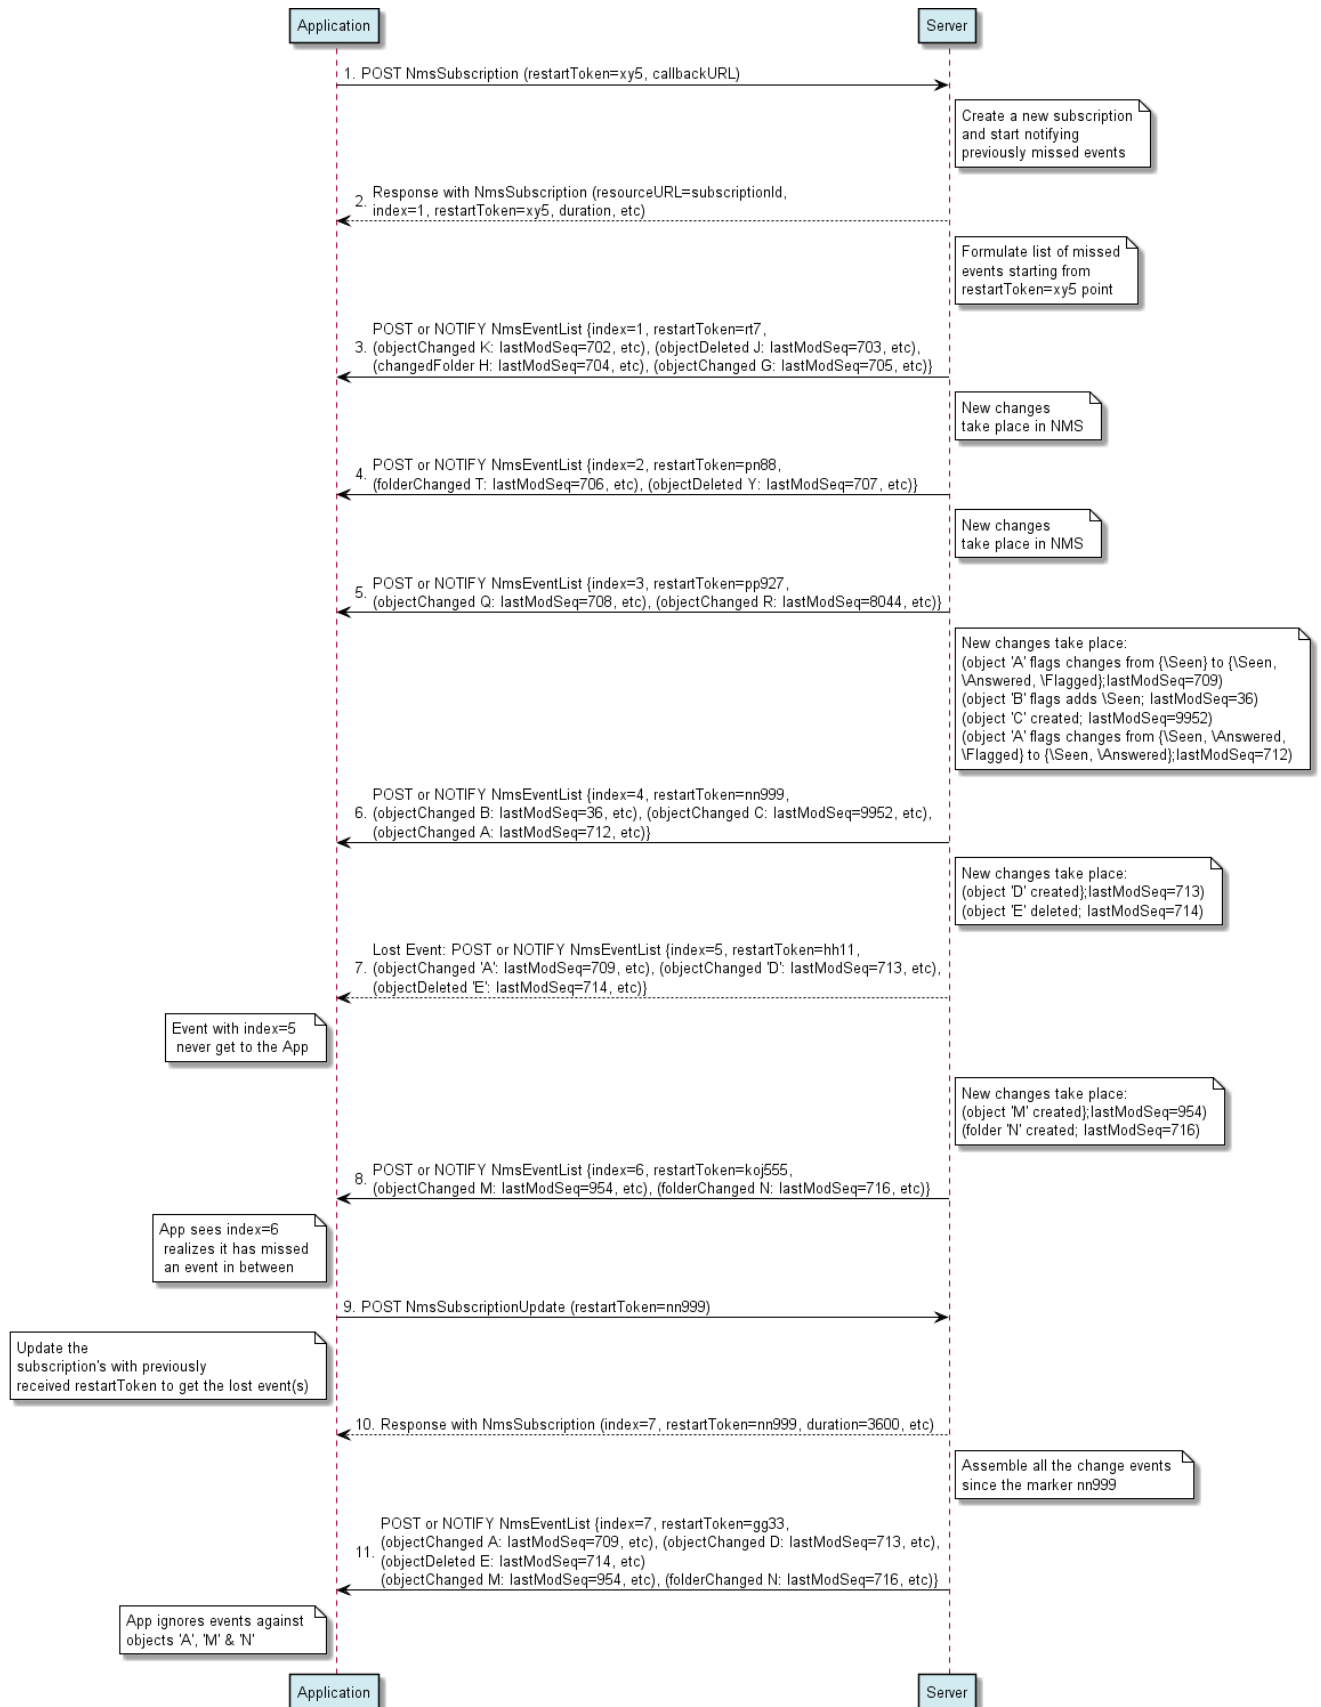 Application
Server
1. POST NmsSubscription (restartToken=xy5, callbackURL)
Create a new subscription
and start notifying
previously missed events
2. Response with NmsSubscription (resourceURL=subscriptionId,
index=1, restartToken=xy5, duration, etc)
Formulate list of missed
events starting from
restartToken=xy5 point
POST or NOTIFY NmsEventList {index=1, restartToken=rt7,
3. (objectChanged K: lastModSeq=702, etc), (objectDeleted J: lastModSeq=703, etc),
(changedFolder H: lastModSeq=704, etc), (objectChanged G: lastModSeq=705, etc)}
New changes
take place in NMS
4. POST or NOTIFY NmsEventList {index=2, restartToken=pn88,
(folderChanged T: lastModSeq=706, etc), (objectDeleted Y: lastModSeq=707, etc)}
New changes
take place in NMS
5. POST or NOTIFY NmsEventList {index=3, restartToken=pp927,
(objectChanged Q: lastModSeq=708, etc), (objectChanged R: lastModSeq=8044, etc)}
New changes take place:
(object 'A' flags changes from {\Seen} to {\Seen,
\Answered, \Flagged};lastModSeq=709)
(object 'B' flags adds \Seen; lastModSeq=36)
(object 'C' created; lastModSeq=9952)
(object 'A' flags changes from {\Seen, \Answered,
\Flagged} to {\Seen, \Answered};lastModSeq=712)
POST or NOTIFY NmsEventList {index=4, restartToken=nn999,
6. (objectChanged B: lastModSeq=36, etc), (objectChanged C: lastModSeq=9952, etc),
(objectChanged A: lastModSeq=712, etc)}
New changes take place:
(object 'D' created};lastModSeq=713)
(object 'E' deleted; lastModSeq=714)
Lost Event: POST or NOTIFY NmsEventList {index=5, restartToken=hh11,
7. (objectChanged 'A': lastModSeq=709, etc), (objectChanged 'D': lastModSeq=713, etc),
(objectDeleted 'E': lastModSeq=714, etc)}
Event with index=5
never get to the App
New changes take place:
(object 'M' created};lastModSeq=954)
(folder 'N' created; lastModSeq=716)
8. POST or NOTIFY NmsEventList {index=6, restartToken=koj555,
(objectChanged M: lastModSeq=954, etc), (folderChanged N: lastModSeq=716, etc)}
App sees index=6
realizes it has missed
an event in between
9. POST NmsSubscriptionUpdate (restartToken=nn999)
Update the
subscription's with previously
received restartToken to get the lost event(s)
10. Response with NmsSubscription (index=7, restartToken=nn999, duration=3600, etc)
Assemble all the change events
since the marker nn999
POST or NOTIFY NmsEventList {index=7, restartToken=gg33,
11. (objectChanged A: lastModSeq=709, etc), (objectChanged D: lastModSeq=713, etc),
(objectDeleted E: lastModSeq=714, etc)
(objectChanged M: lastModSeq=954, etc), (folderChanged N: lastModSeq=716, etc)}
App ignores events against
objects 'A', 'M' & 'N'
Application
Server